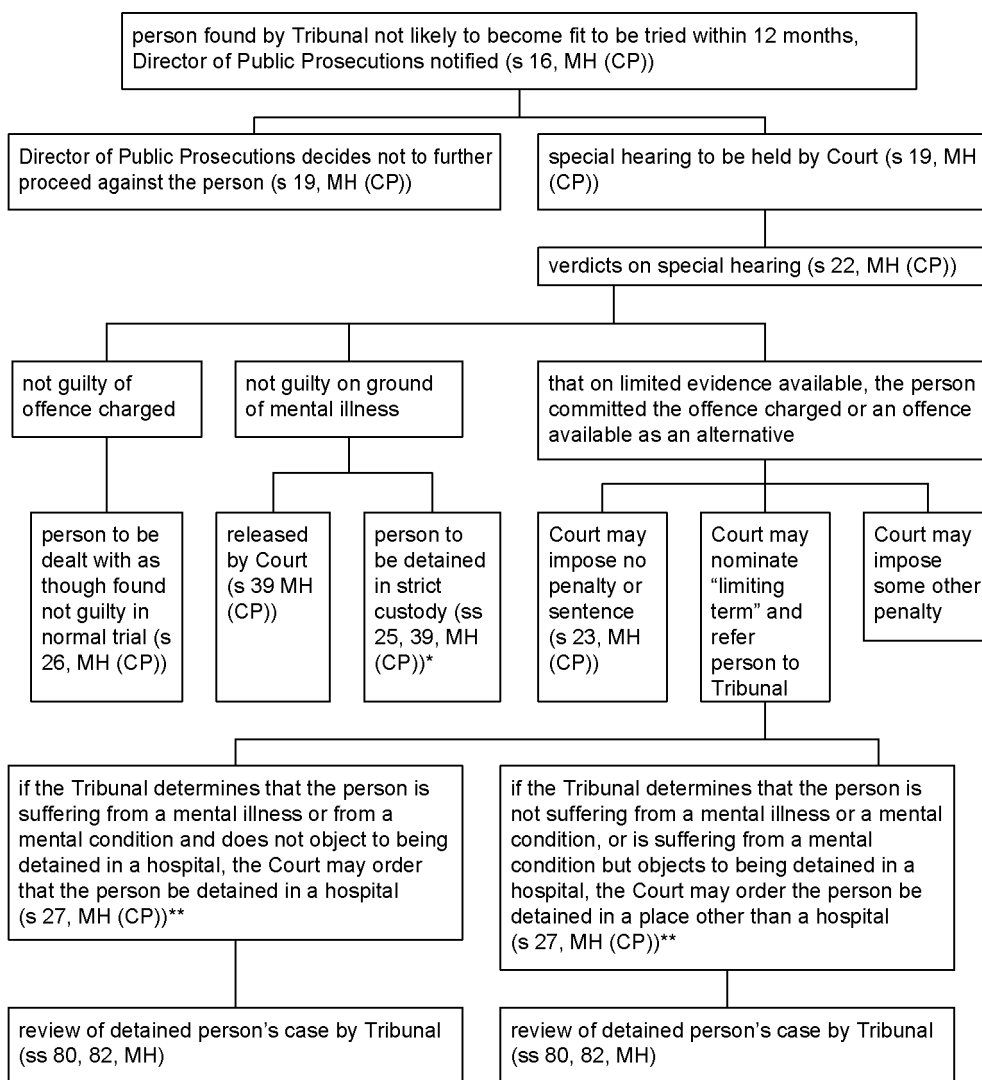 person found by Tribunal not likely to become fit to be tried within 12 months,
Director of Public Prosecutions notified (s 16, MH (CP))
Director of Public Prosecutions decides not to further
proceed against the person (s 19, MH (CP))
special hearing to be held by Court (s 19, MH
(CP))
verdicts on special hearing (s 22, MH (CP))
not guilty of
offence charged
not guilty on ground
of mental illness
that on limited evidence available, the person
committed the offence charged or an offence
available as an alternative
person to be
dealt with as
though found
not guilty in
normal trial (s
26, MH (CP))
released
by Court
(s 39 MH
(CP))
person to
be detained
in strict
custody (ss
25, 39, MH
(CP))*
Court may
impose no
penalty or
sentence
(s 23, MH
(CP))
Court may
nominate
“limiting
term” and
refer
person to
Tribunal
Court may
impose
some other
penalty
if the Tribunal determines that the person is
suffering from a mental illness or from a
mental condition and does not object to being
detained in a hospital, the Court may order
that the person be detained in a hospital
(s 27, MH (CP))**
if the Tribunal determines that the person is
not suffering from a mental illness or a mental
condition, or is suffering from a mental
condition but objects to being detained in a
hospital, the Court may order the person be
detained in a place other than a hospital
(s 27, MH (CP))**
review of detained person’s case by Tribunal
(ss 80, 82, MH)
review of detained person’s case by Tribunal
(ss 80, 82, MH)